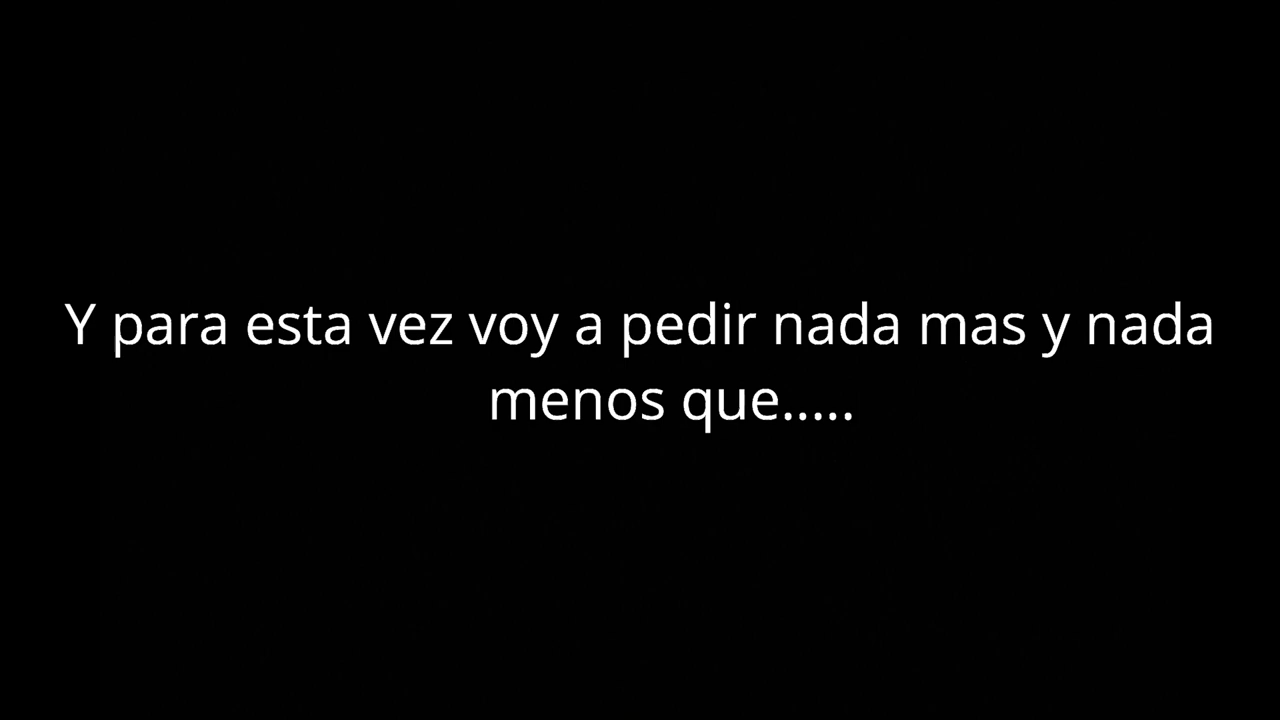 Y para esta vez voy a pedir nada mas y nada
menos que.....